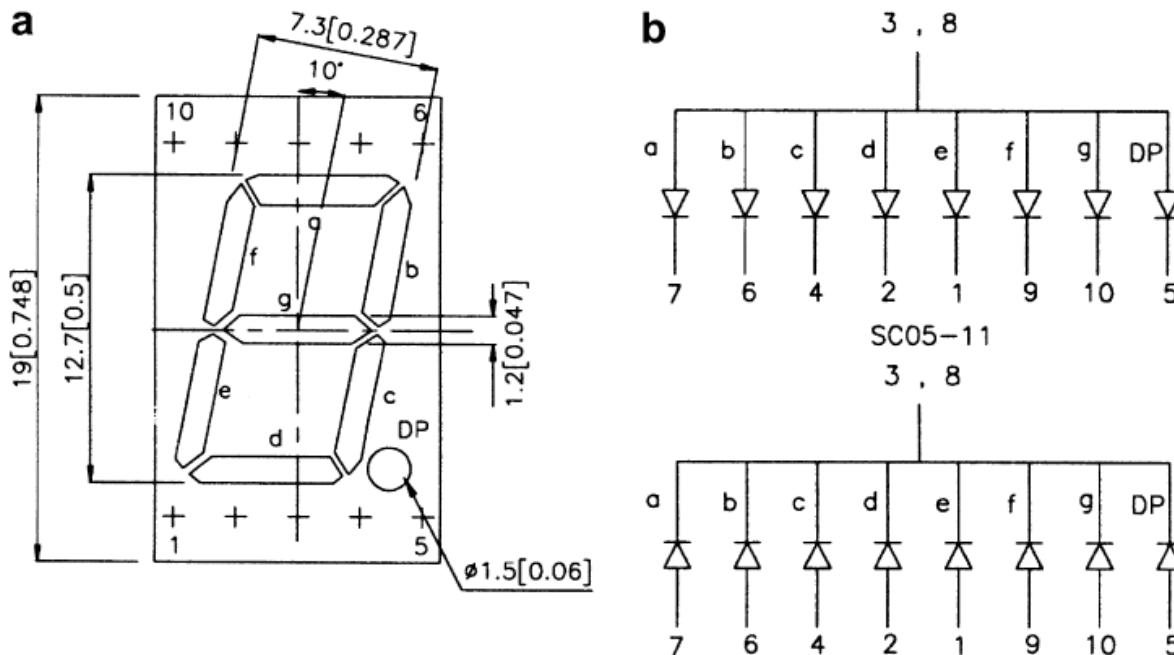 a
7.3[0.287]
10°
10 6
19[0.748]
12.7[0.5]
a
f b
g
1.2[0.047]
e c
d DP
1 5
ø1.5[0.06]
b
3 , 8
a b c d e f g DP
7 6 4 2 1 9 10 5
SC05-11
3 , 8
a b c d e f g DP
7 6 4 2 1 9 10 5